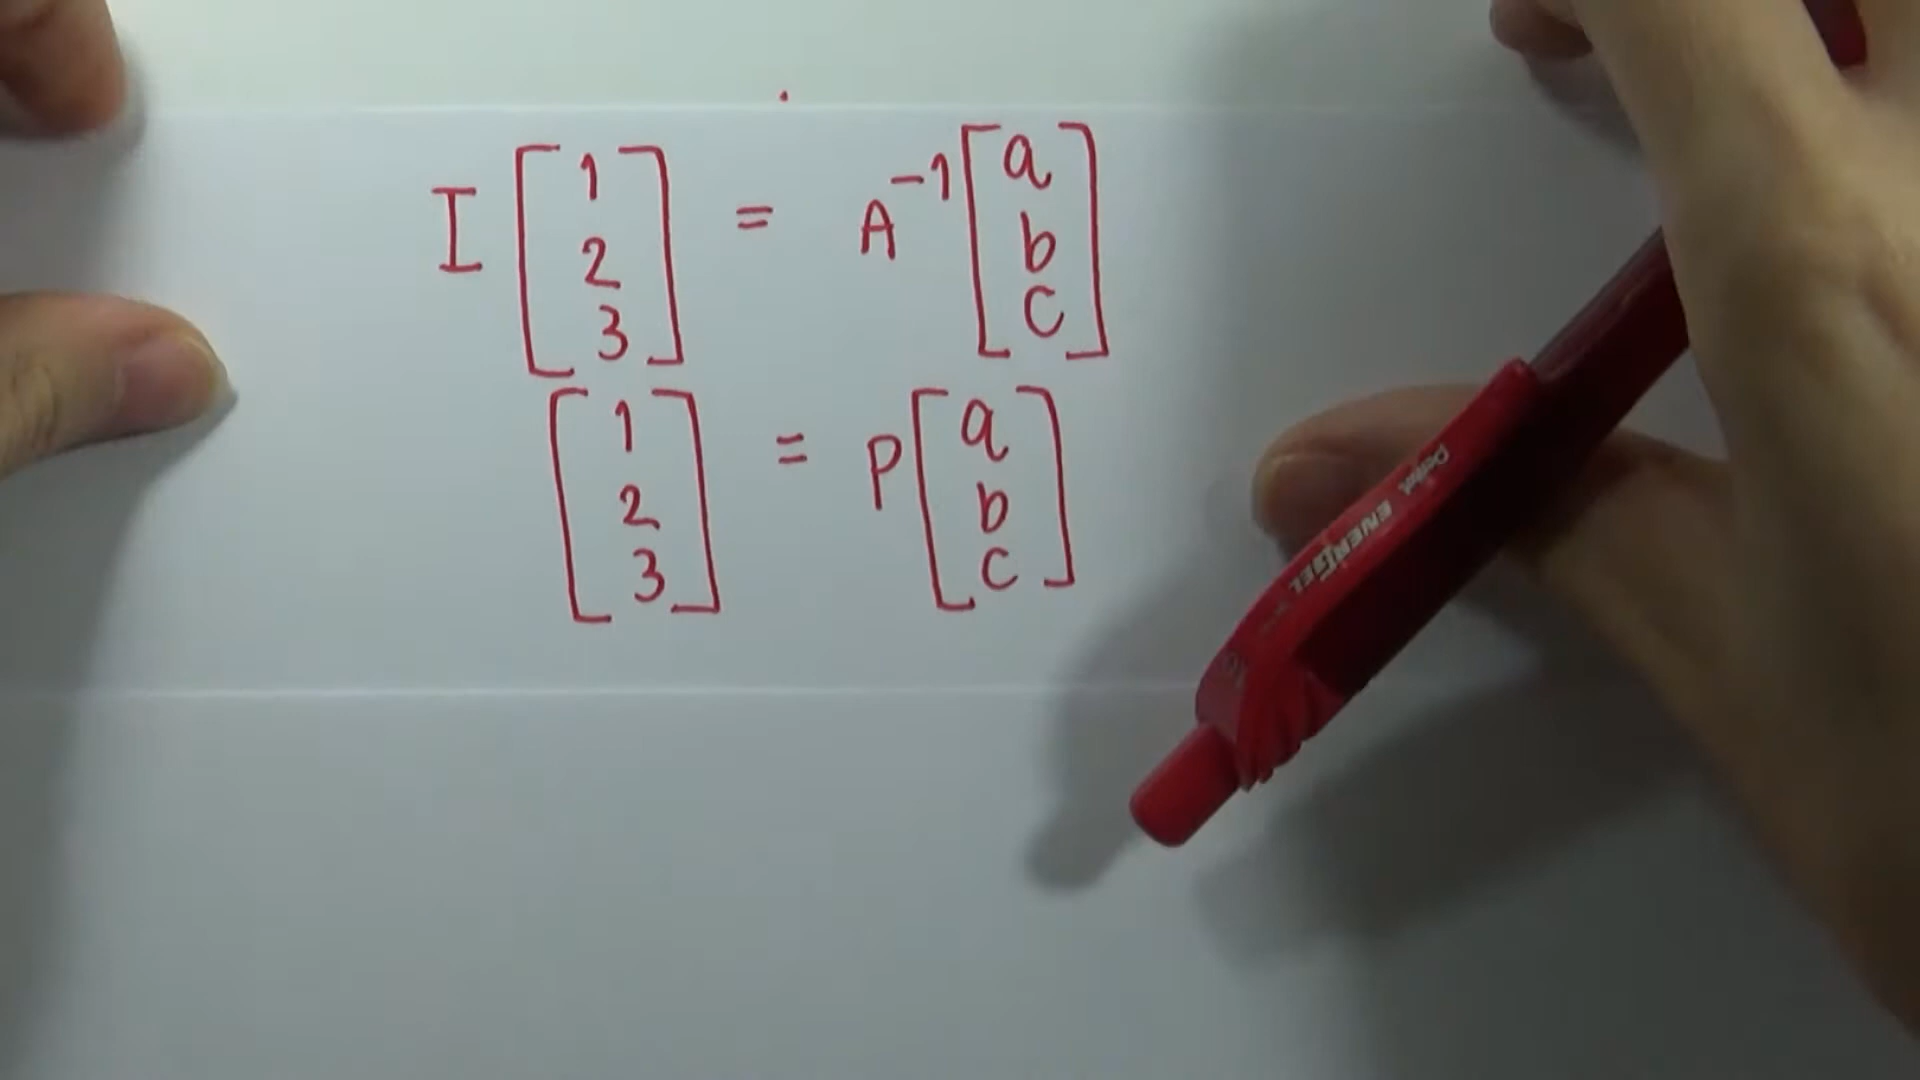 I [1 2 3] = A⁻¹ [a b c]
[1 2 3] = P [a b c]
Pentel ENERGEL